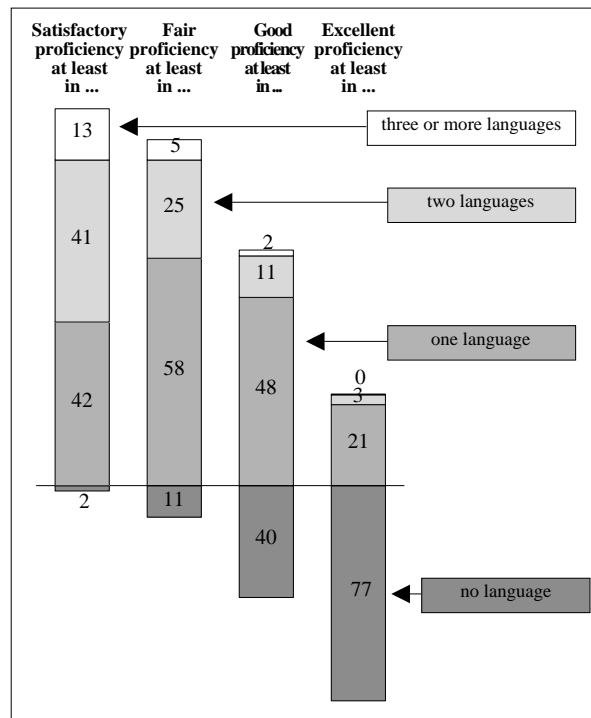 Satisfactory Fair Good Excellent
proficiency proficiency proficiency proficiency
at least at least at least at least
in ... in ... in ... in ...
13
three or more languages
5
41
25
two languages
2
11
one language
58
48
42
0
3
21
2
11
40
77
no language